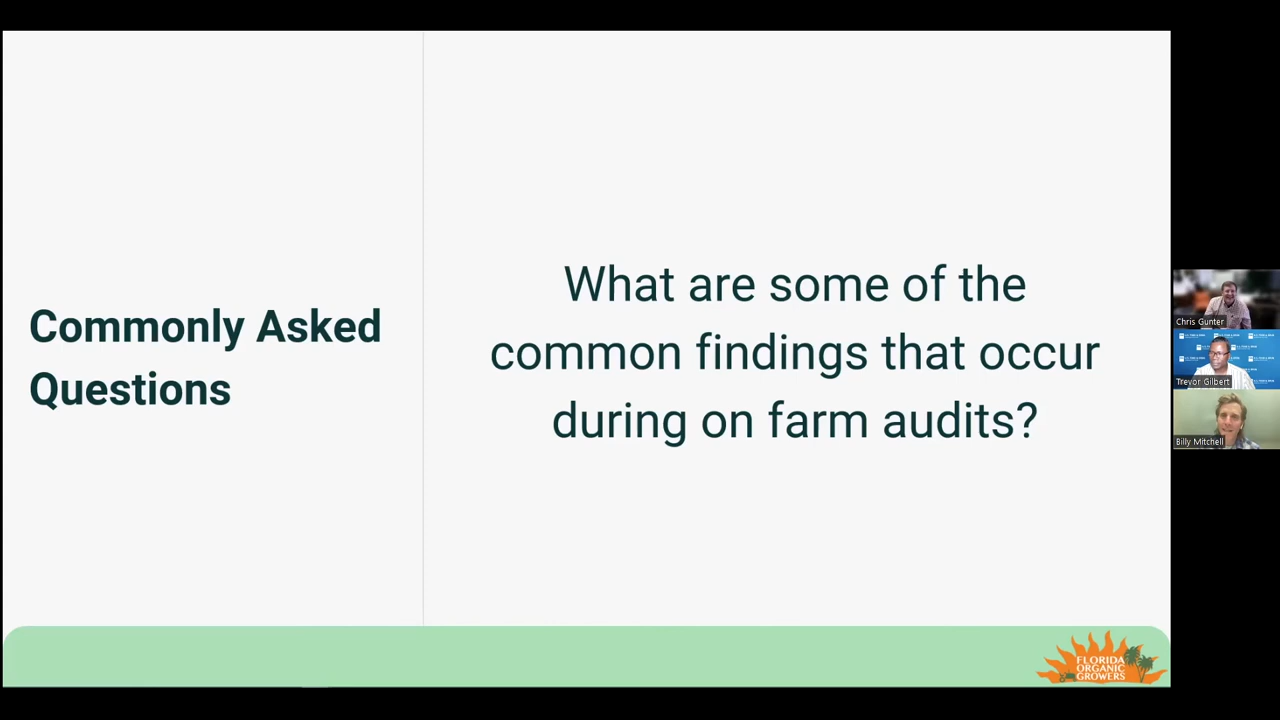 Commonly Asked
Questions
What are some of the
common findings that occur
during on farm audits?
Chris Gunter
Trevor Gilbert
Billy Mitchell
FLORIDA
ORGANIC
GROWERS